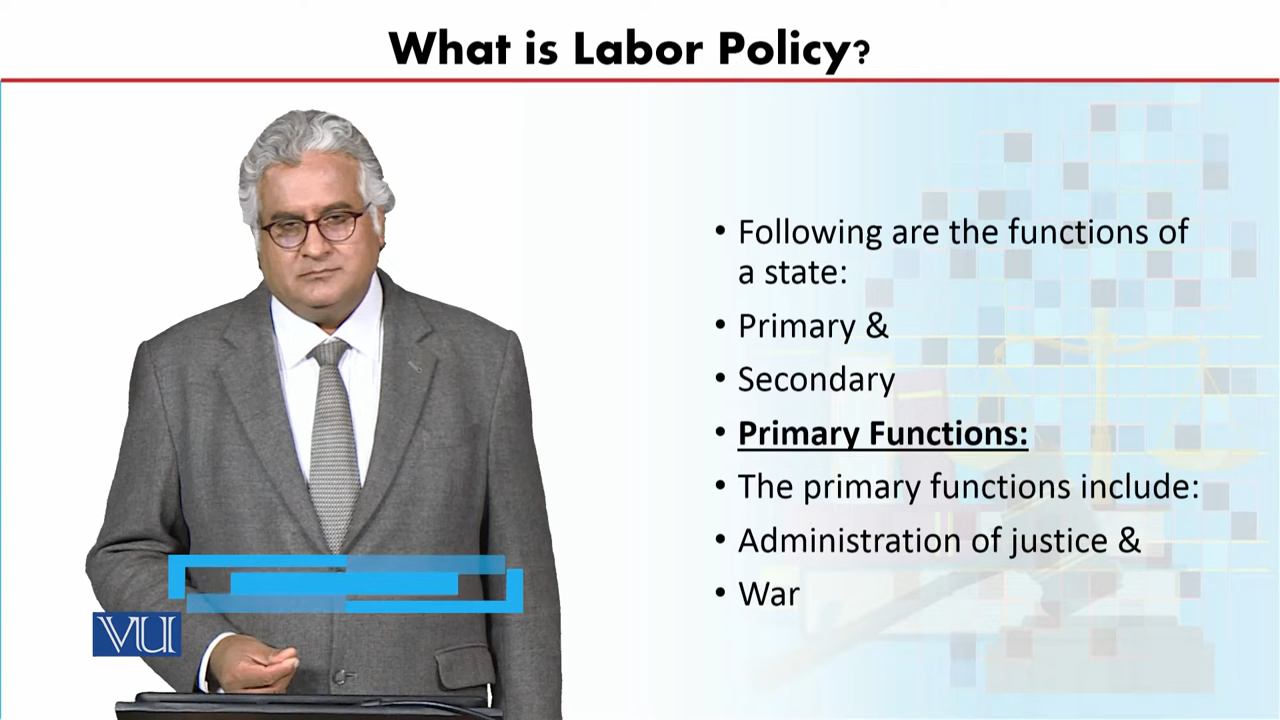 What is Labor Policy?
• Following are the functions of
a state:
• Primary &
• Secondary
• Primary Functions:
• The primary functions include:
• Administration of justice &
• War
VU